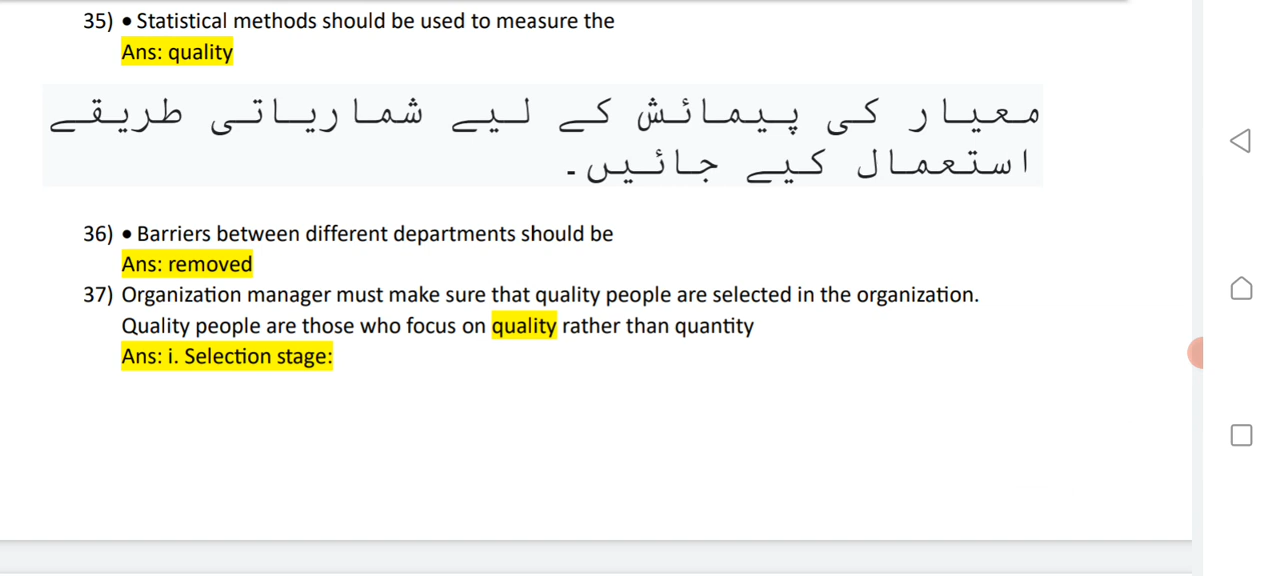 35) • Statistical methods should be used to measure the
Ans: quality
معیار کی پیمائش کے لیے شماریاتی طریقے
استعمال کیے جائیں۔
36) • Barriers between different departments should be
Ans: removed
37) Organization manager must make sure that quality people are selected in the organization.
Quality people are those who focus on quality rather than quantity
Ans: i. Selection stage: